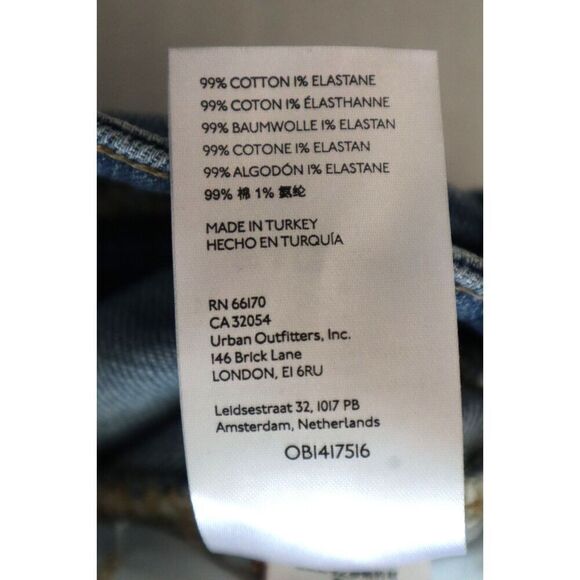 99% COTTON 1% ELASTANE
99% COTON 1% ÉLASTHANNE
99% BAUMWOLLE 1% ELASTAN
99% COTONE 1% ELASTAN
99% ALGODÓN 1% ELASTANE
99% 棉 1% 氨纶
MADE IN TURKEY
HECHO EN TURQUÍA
RN 66170
CA 32054
Urban Outfitters, Inc.
146 Brick Lane
LONDON, E1 6RU
Leidsestraat 32, 1017 PB
Amsterdam, Netherlands
OB1417516